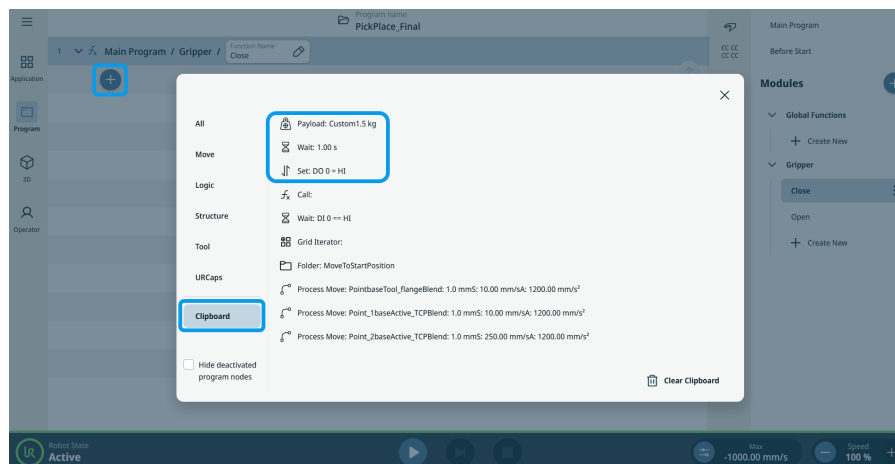 Program name
PickPlace_Final
1 fx Main Program / Gripper / Function Name
Close
CC CC
CC CC
Main Program
Before Start
Modules
Global Functions
Create New
Gripper
Close
Open
Create New
Application
Program
3D
Operator
All
Move
Logic
Structure
Tool
URCaps
Clipboard
Hide deactivated
program nodes
Payload: Custom1.5 kg
Wait: 1.00 s
Set: DO 0 = HI
fx Call:
Wait: DI 0 == HI
Grid Iterator:
Folder: MoveToStartPosition
Process Move: PointbaseTool_flangeBlend: 1.0 mmS: 10.00 mm/sA: 1200.00 mm/s²
Process Move: Point_1baseActive_TCPBlend: 1.0 mmS: 10.00 mm/sA: 1200.00 mm/s²
Process Move: Point_2baseActive_TCPBlend: 1.0 mmS: 250.00 mm/sA: 1200.00 mm/s²
Clear Clipboard
UR
Robot State
Active
Max
-1000.00 mm/s
Speed
100 %